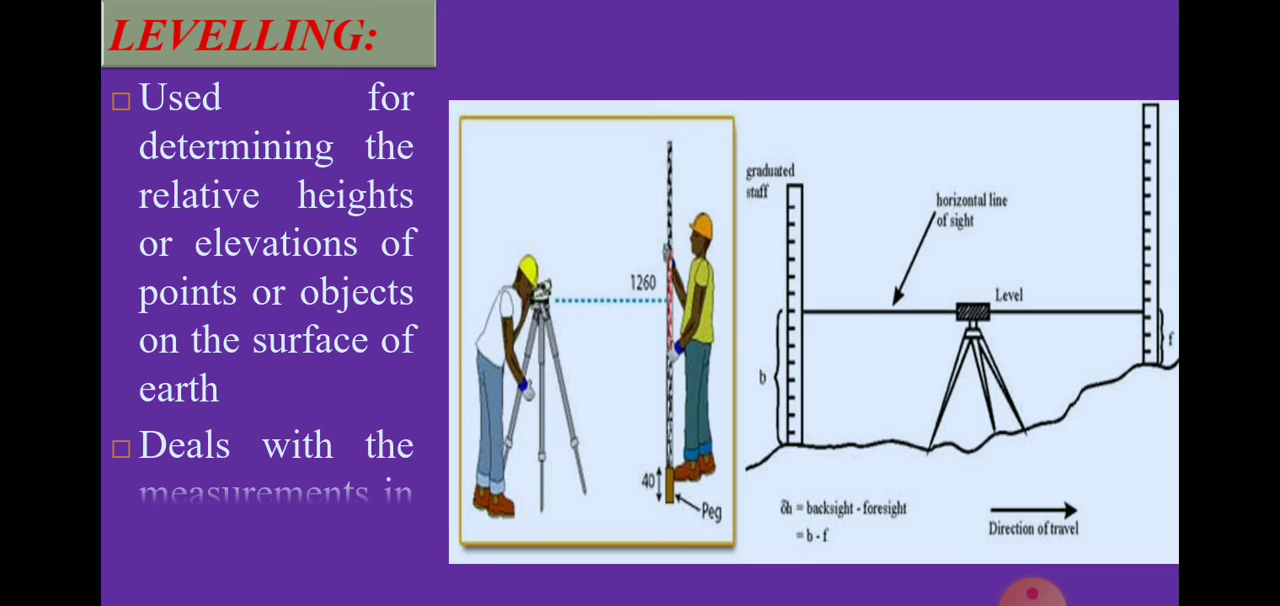 LEVELLING:
Used for
determining the
relative heights
or elevations of
points or objects
on the surface of
earth
Deals with the
measurements in
1260
40
Peg
graduated
staff
horizontal line
of sight
Level
b
f
δh = backsight - foresight
= b - f
Direction of travel